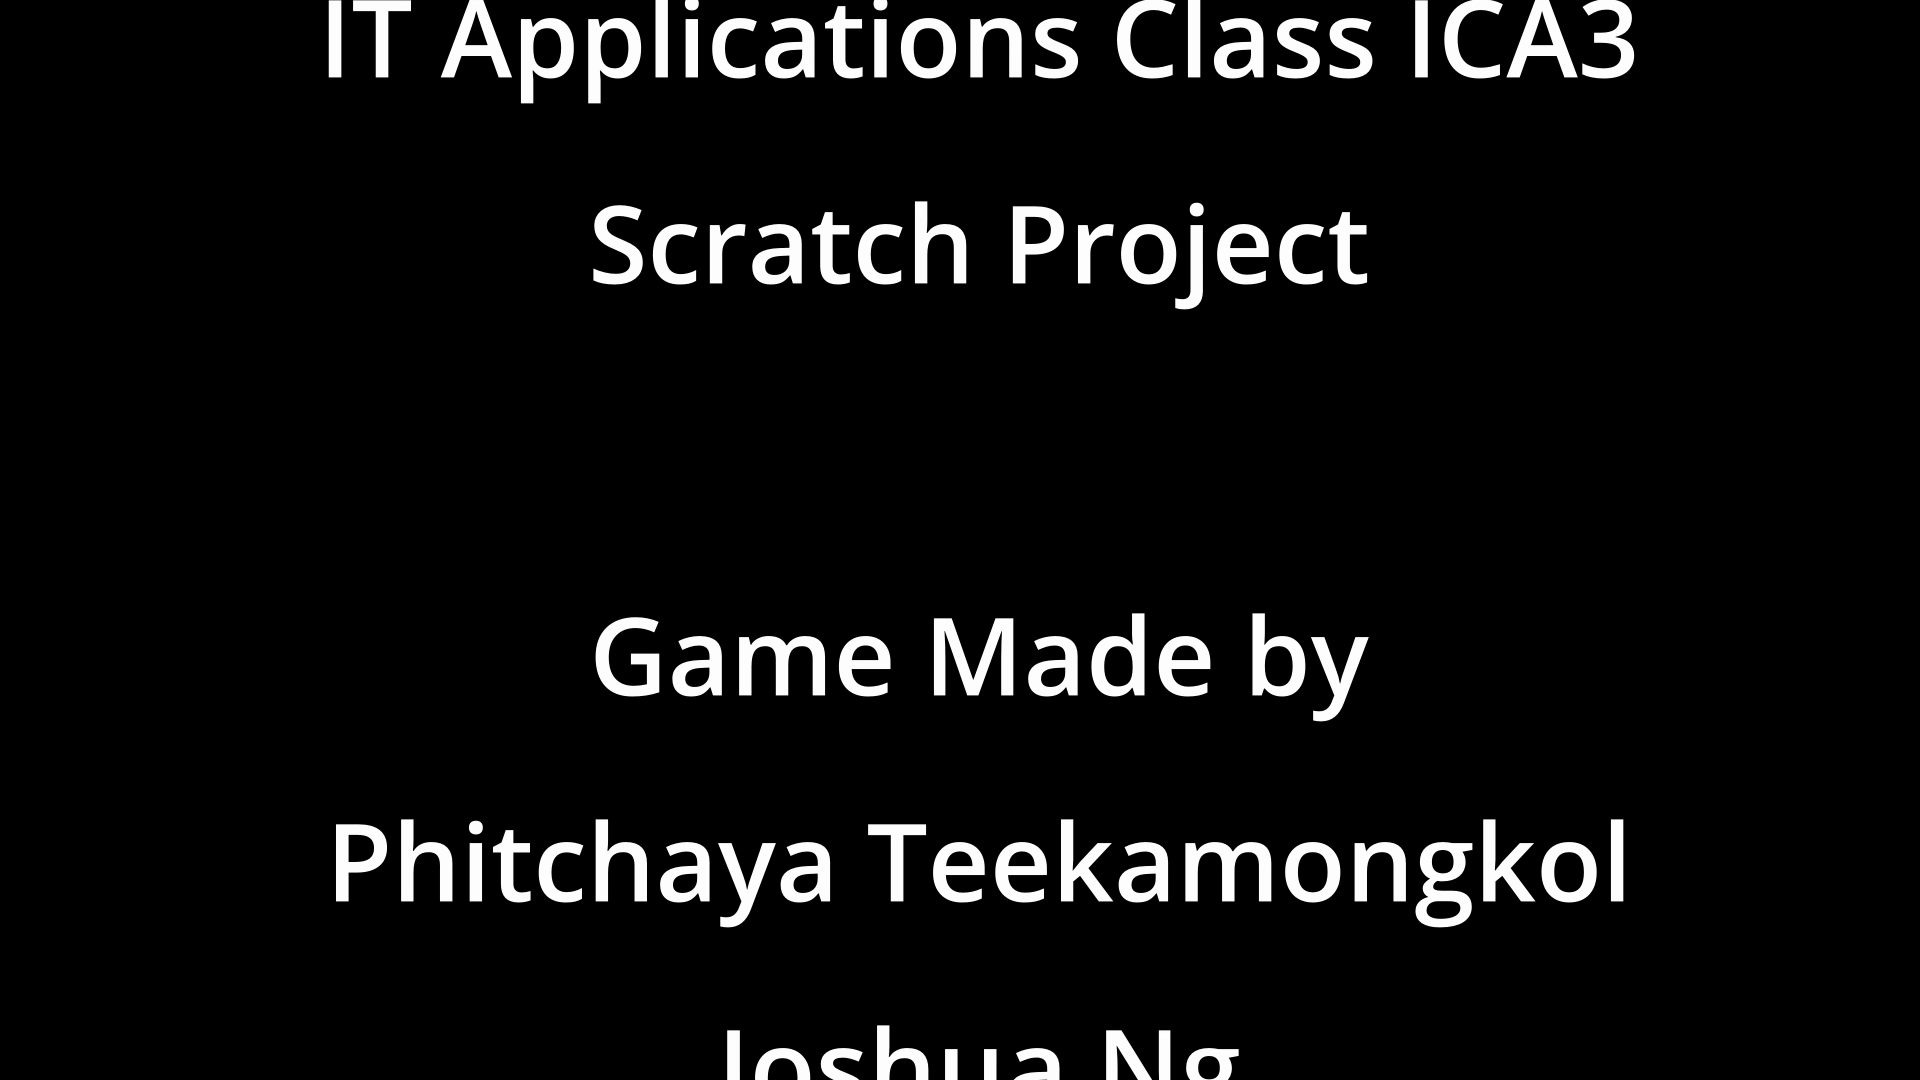 IT Applications Class ICA3
Scratch Project
Game Made by
Phitchaya Teekamongkol
Joshua Ng